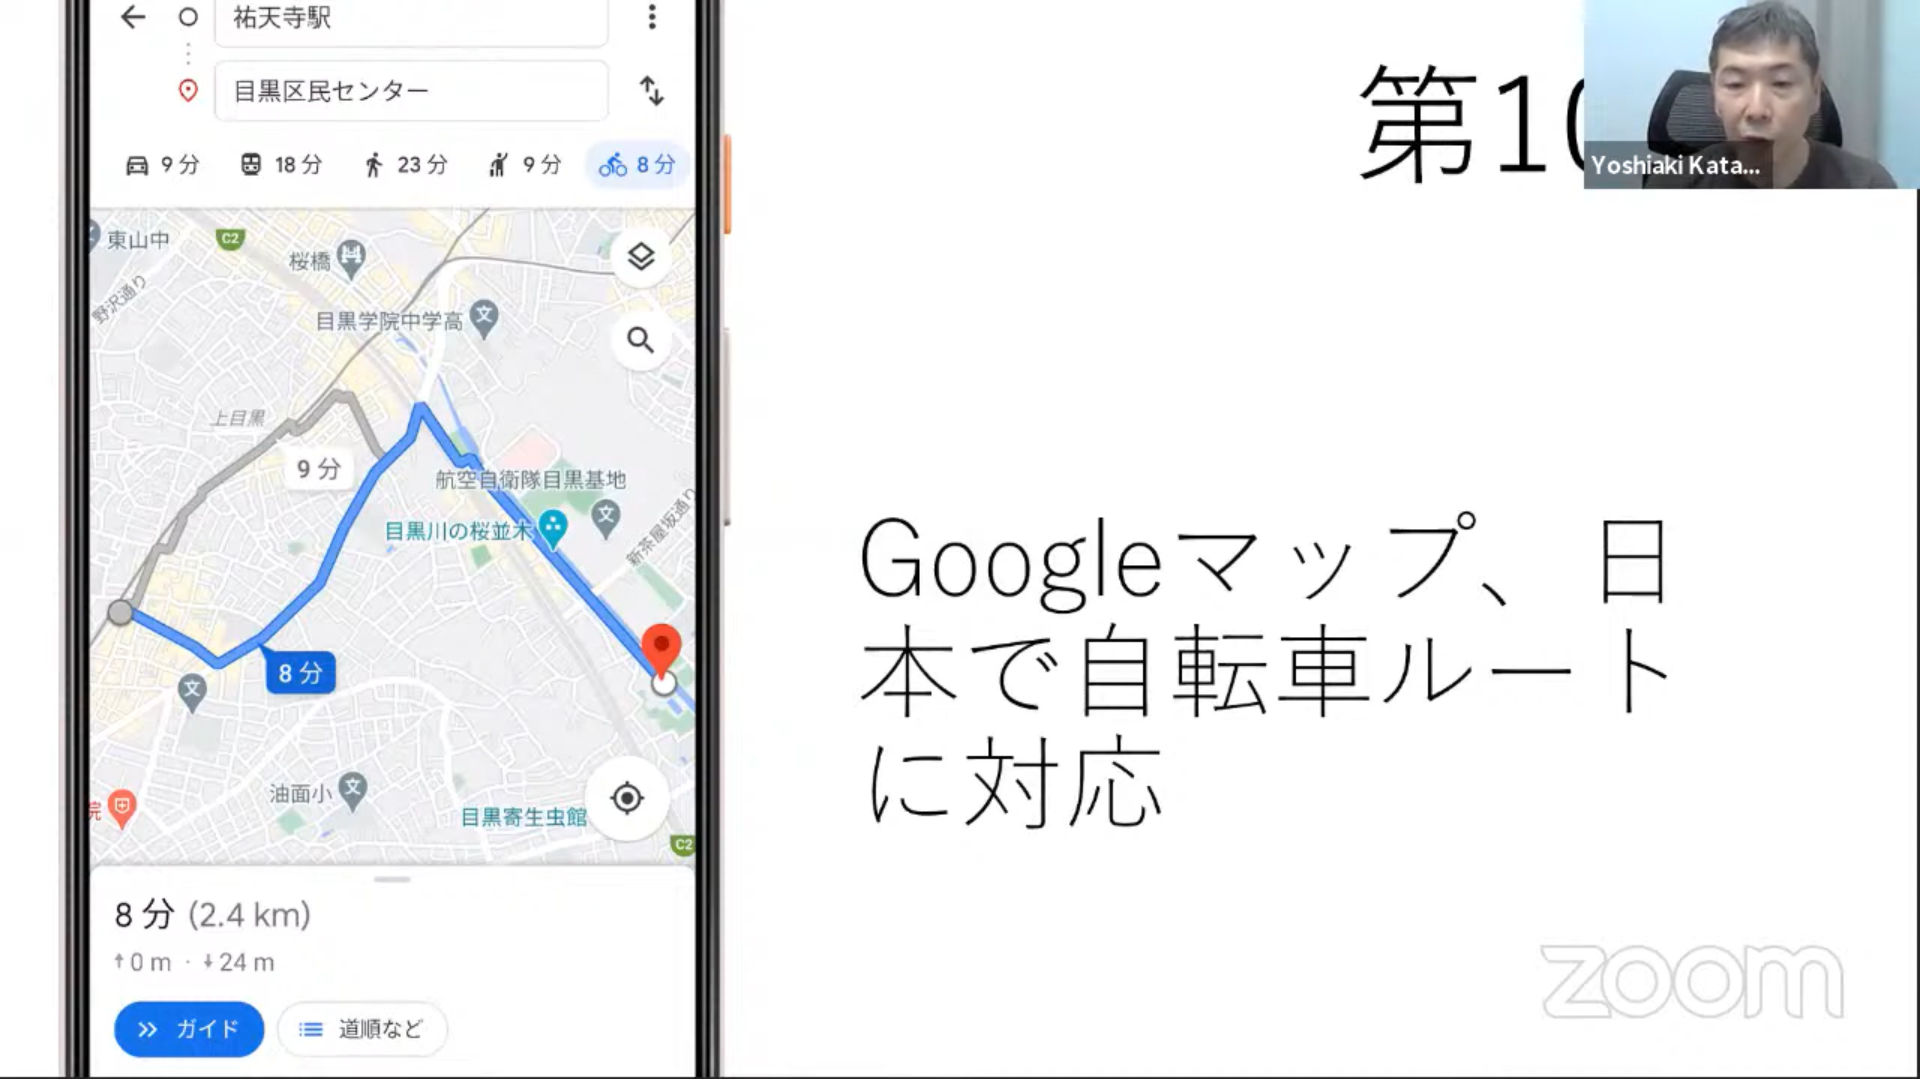 祐天寺駅
目黒区民センター
9 分 18 分 23 分 9 分 8 分
東山中
C2
桜橋
野沢通り
目黒学院中学高
上目黒
9 分
航空自衛隊目黒基地
目黒川の桜並木
新茶屋坂通り
8 分
油面小
院
目黒寄生虫館
C2
8 分 (2.4 km)
↑0 m · ↓24 m
ガイド 道順など
第10
Yoshiaki Kata...
Googleマップ、日
本で自転車ルート
に対応
zoom